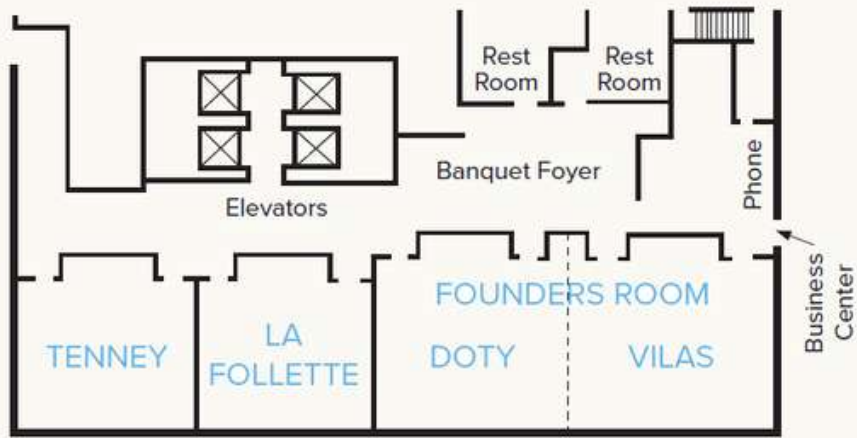 Rest
Room
Rest
Room
Banquet Foyer
Phone
Elevators
Business
Center
FOUNDERS ROOM
TENNEY
LA
FOLLETTE
DOTY
VILAS